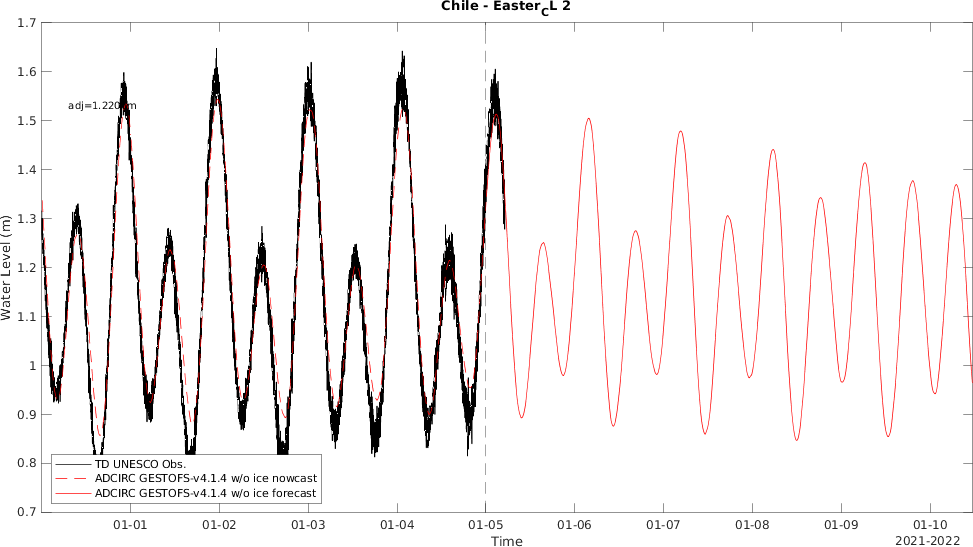 Chile - EasterCL 2
1.7
1.6
1.5
1.4
1.3
1.2
1.1
1
0.9
0.8
0.7
Water Level (m)
adj=1.220 m
TD UNESCO Obs.
ADCIRC GESTOFS-v4.1.4 w/o ice nowcast
ADCIRC GESTOFS-v4.1.4 w/o ice forecast
01-01 01-02 01-03 01-04 01-05 01-06 01-07 01-08 01-09 01-10
Time
2021-2022